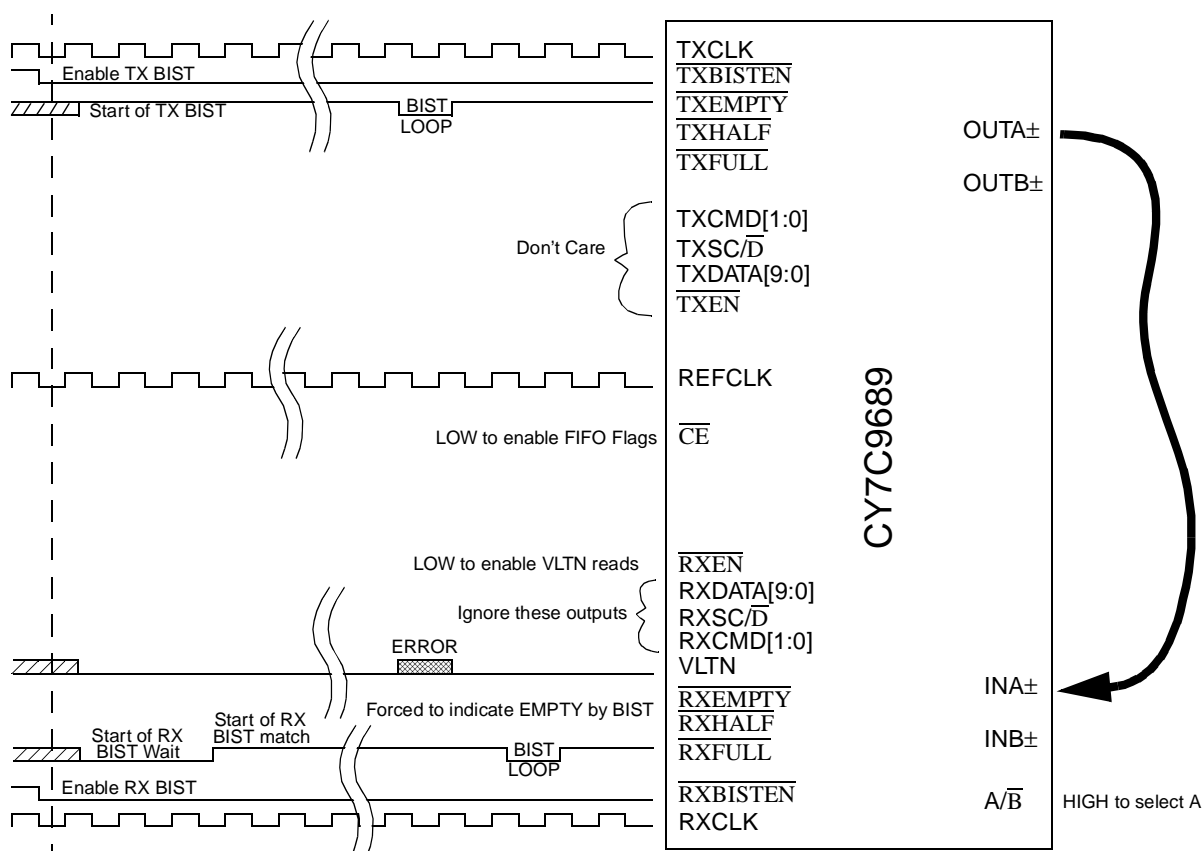 TXCLK
Enable TX BIST
TXBISTEN
Start of TX BIST
BIST
LOOP
TXEMPTY
TXHALF
TXFULL
OUTA±
OUTB±
Don't Care
TXCMD[1:0]
TXSC/D
TXDATA[9:0]
TXEN
REFCLK
CY7C9689
LOW to enable FIFO Flags
CE
LOW to enable VLTN reads
RXEN
Ignore these outputs
RXDATA[9:0]
RXSC/D
RXCMD[1:0]
ERROR
VLTN
INA±
Forced to indicate EMPTY by BIST
RXEMPTY
RXHALF
RXFULL
INB±
Start of RX
BIST Wait
Start of RX
BIST match
BIST
LOOP
Enable RX BIST
RXBISTEN
A/B
HIGH to select A
RXCLK